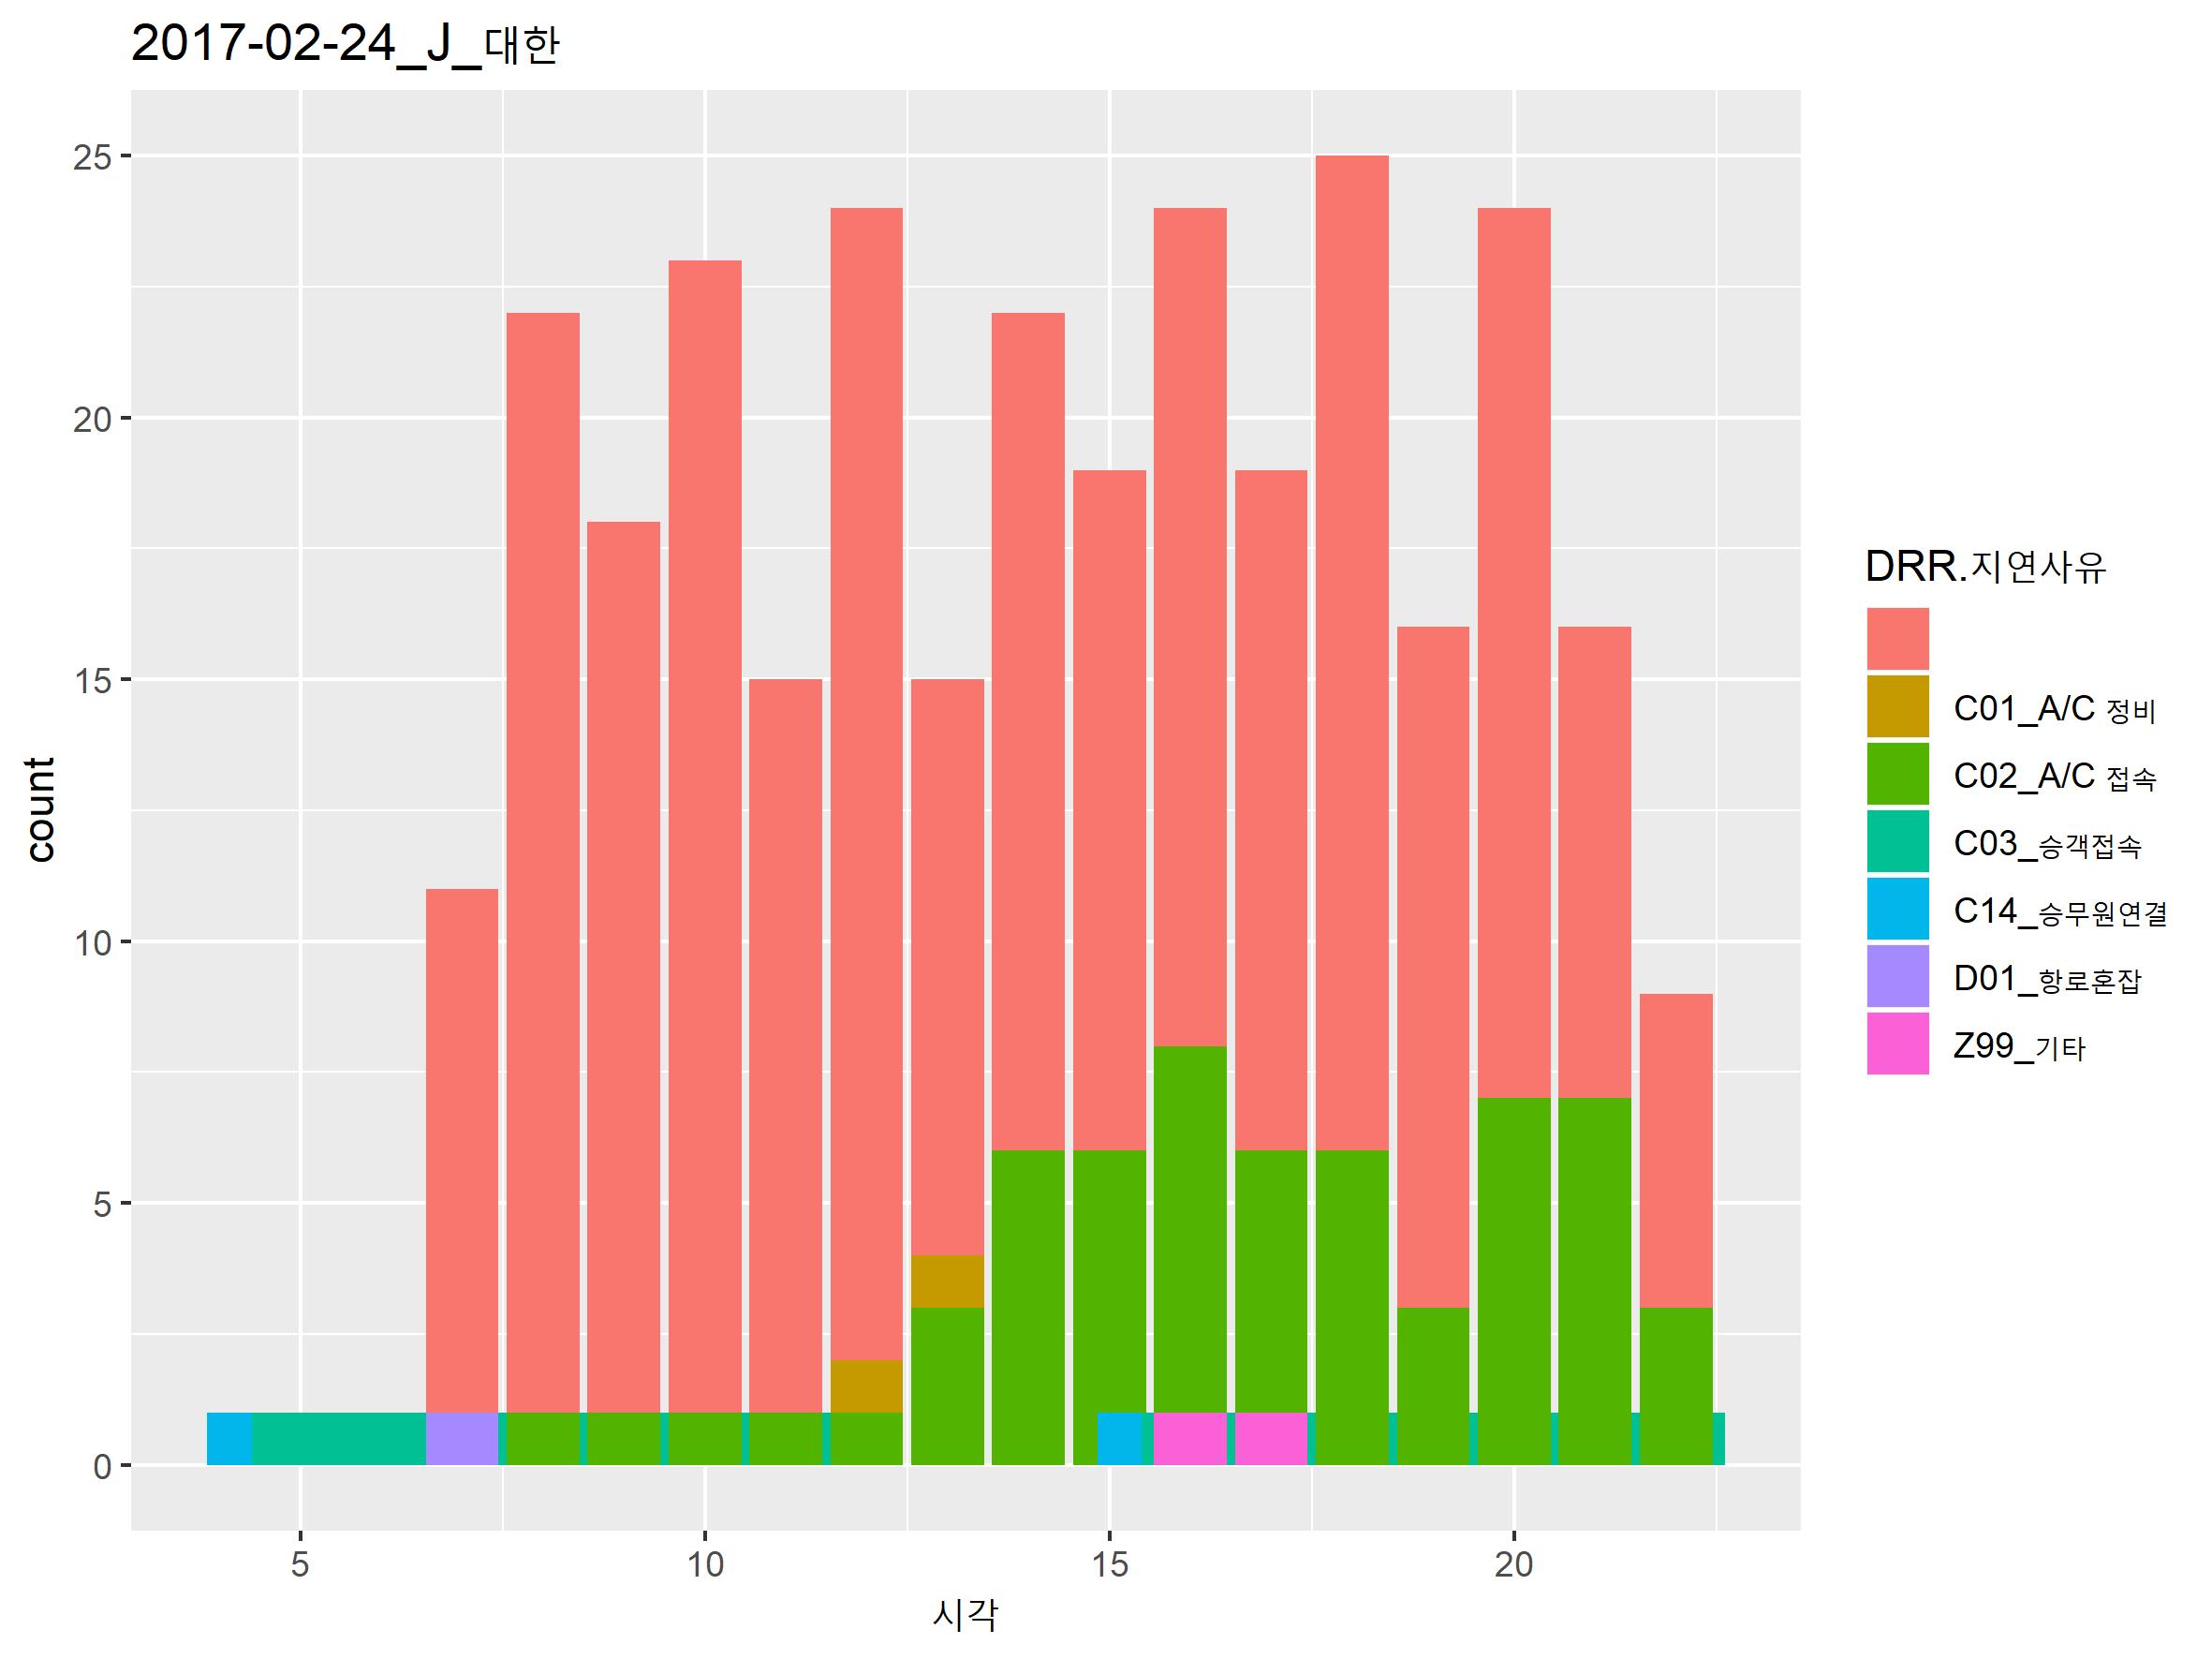 2017-02-24_J_대한
25
20
15
10
5
0
count
5 10 15 20
시각
DRR.지연사유
C01_A/C 정비
C02_A/C 접속
C03_승객접속
C14_승무원연결
D01_항로혼잡
Z99_기타